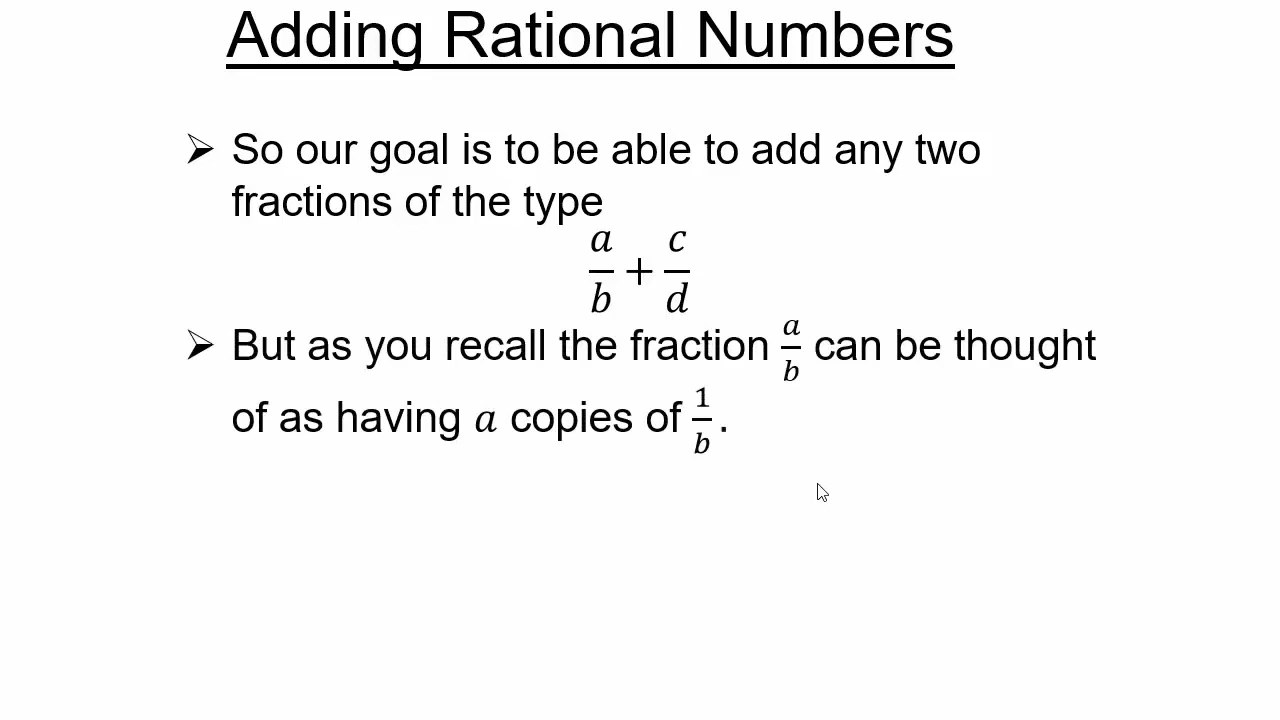 Adding Rational Numbers
➢ So our goal is to be able to add any two
fractions of the type
a/b + c/d
➢ But as you recall the fraction a/b can be thought
of as having a copies of 1/b.